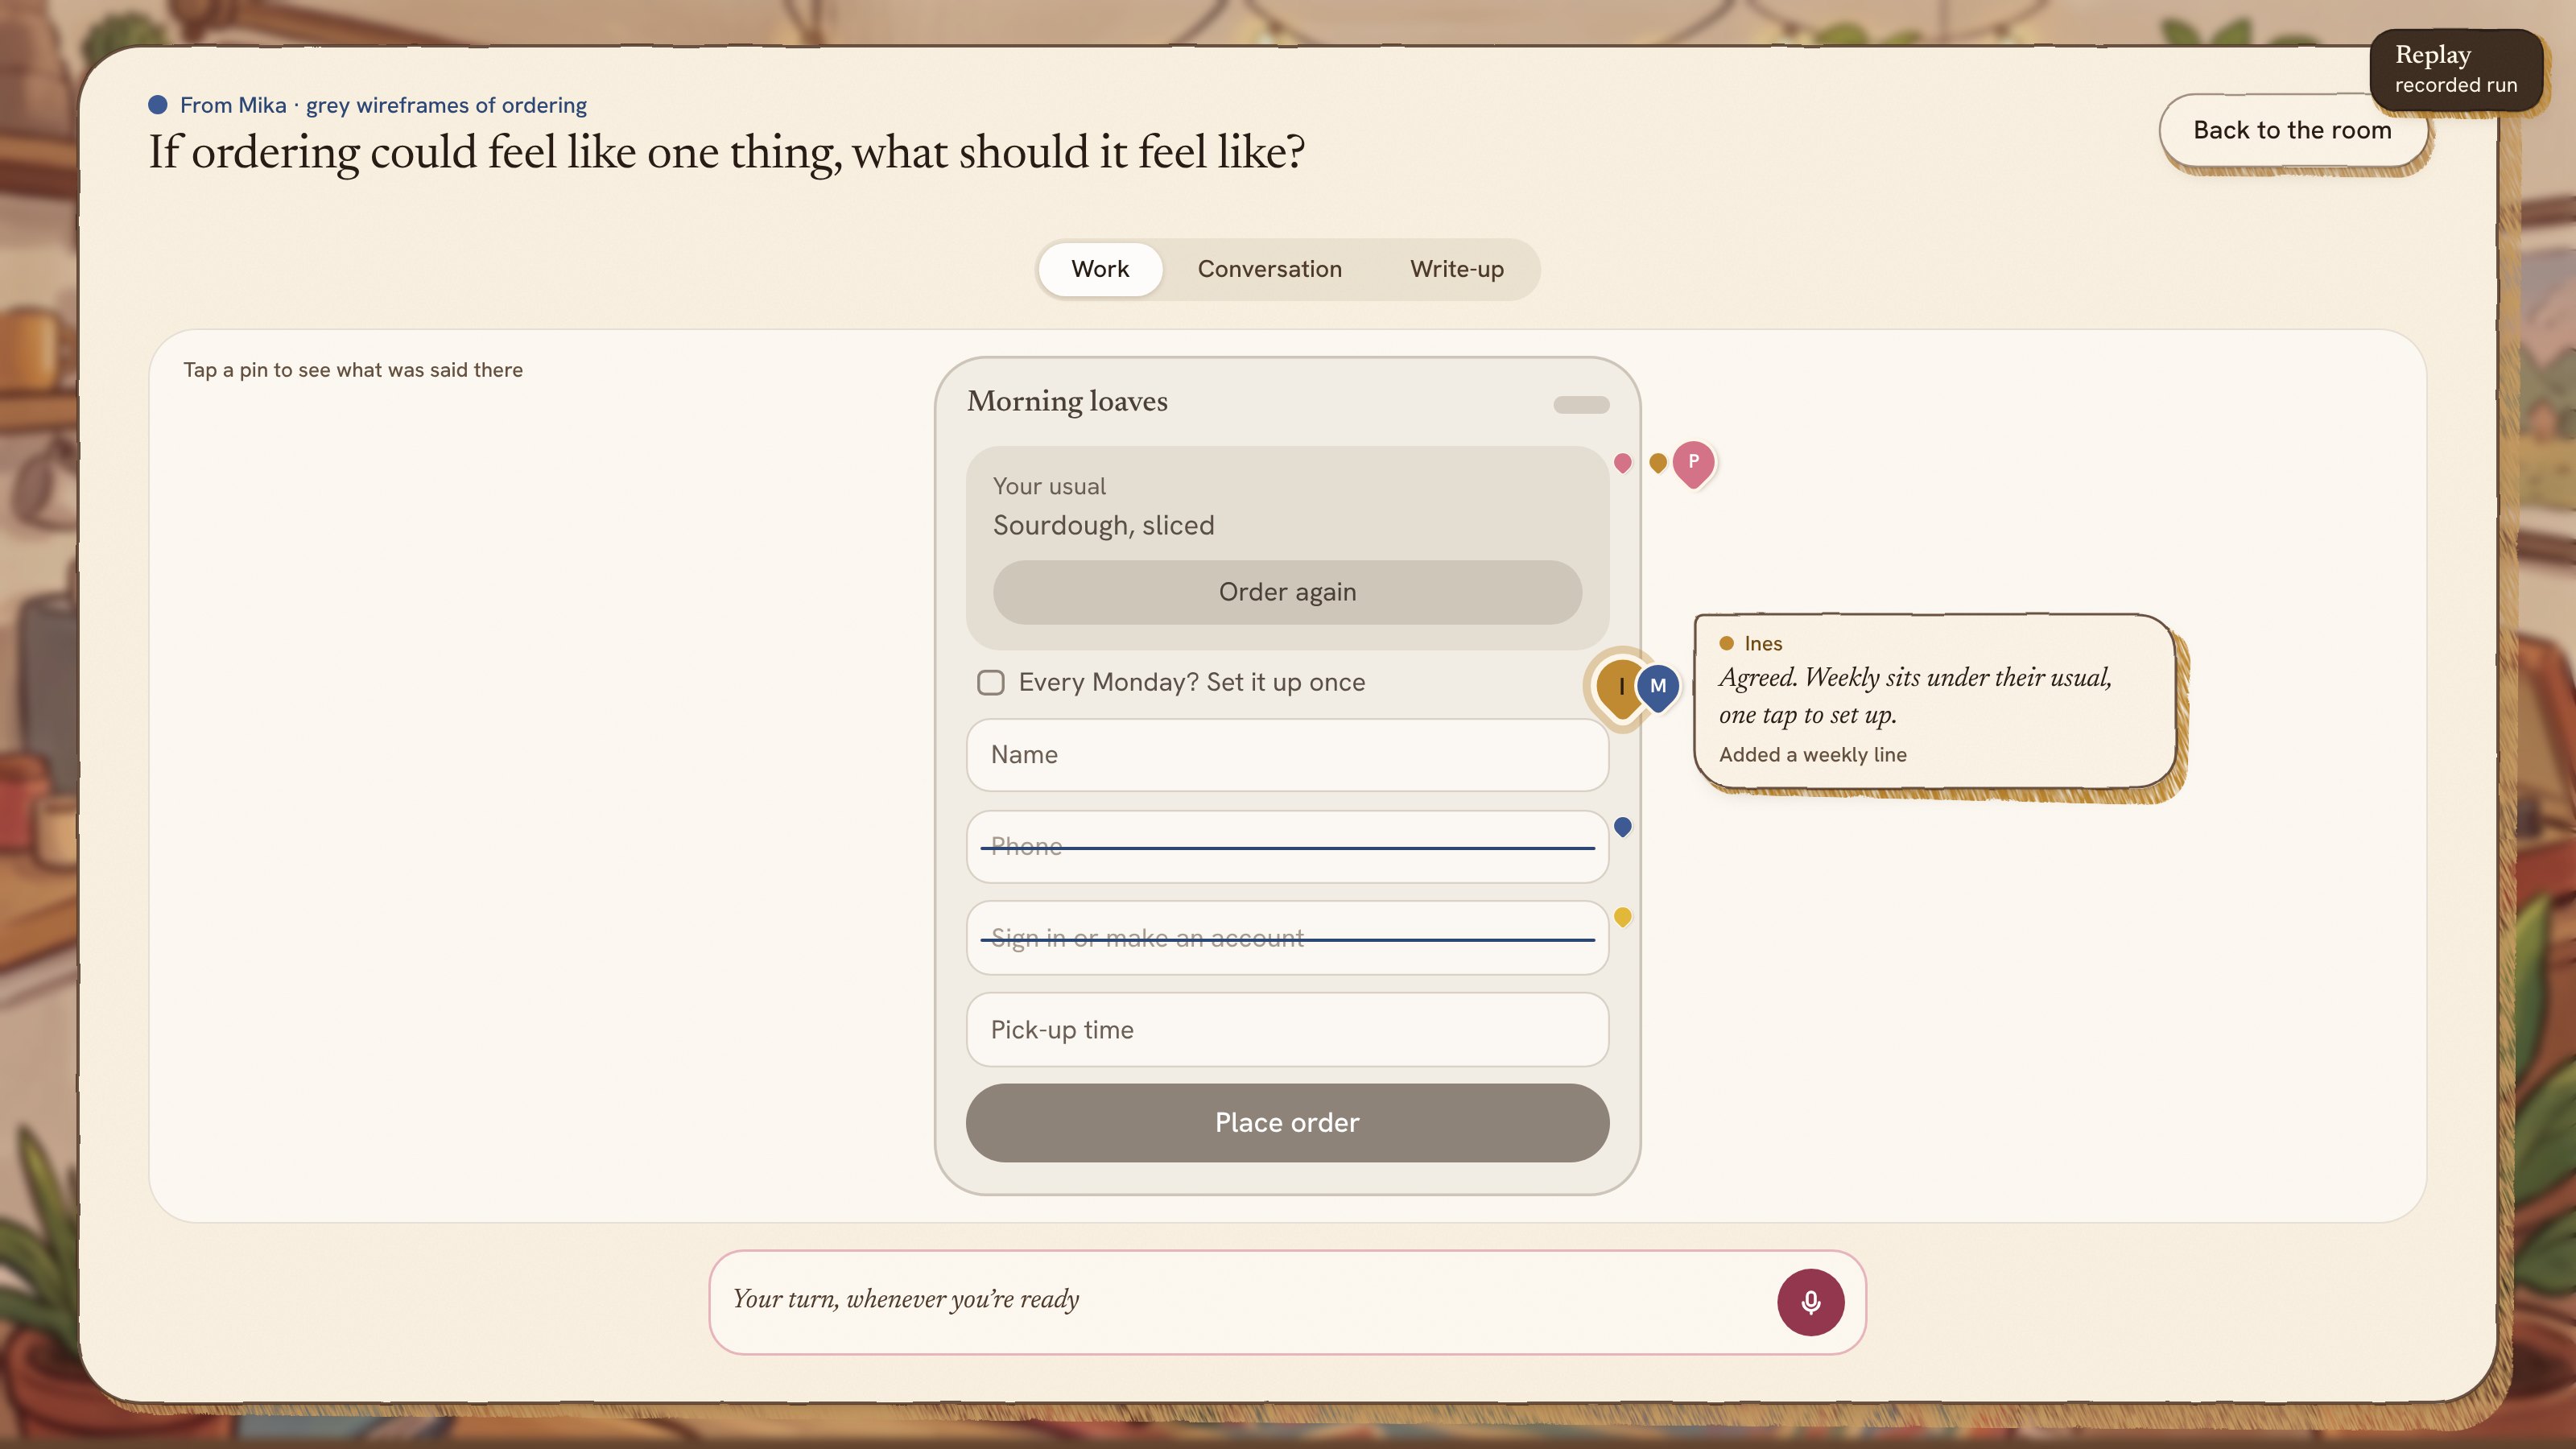 Replay
recorded run
From Mika · grey wireframes of ordering
If ordering could feel like one thing, what should it feel like?
Back to the room
Work
Conversation
Write-up
Tap a pin to see what was said there
Morning loaves
P
Your usual
Sourdough, sliced
Order again
Every Monday? Set it up once
I
M
Ines
Agreed. Weekly sits under their usual,
one tap to set up.
Added a weekly line
Name
Phone
Sign in or make an account
Pick-up time
Place order
Your turn, whenever you’re ready